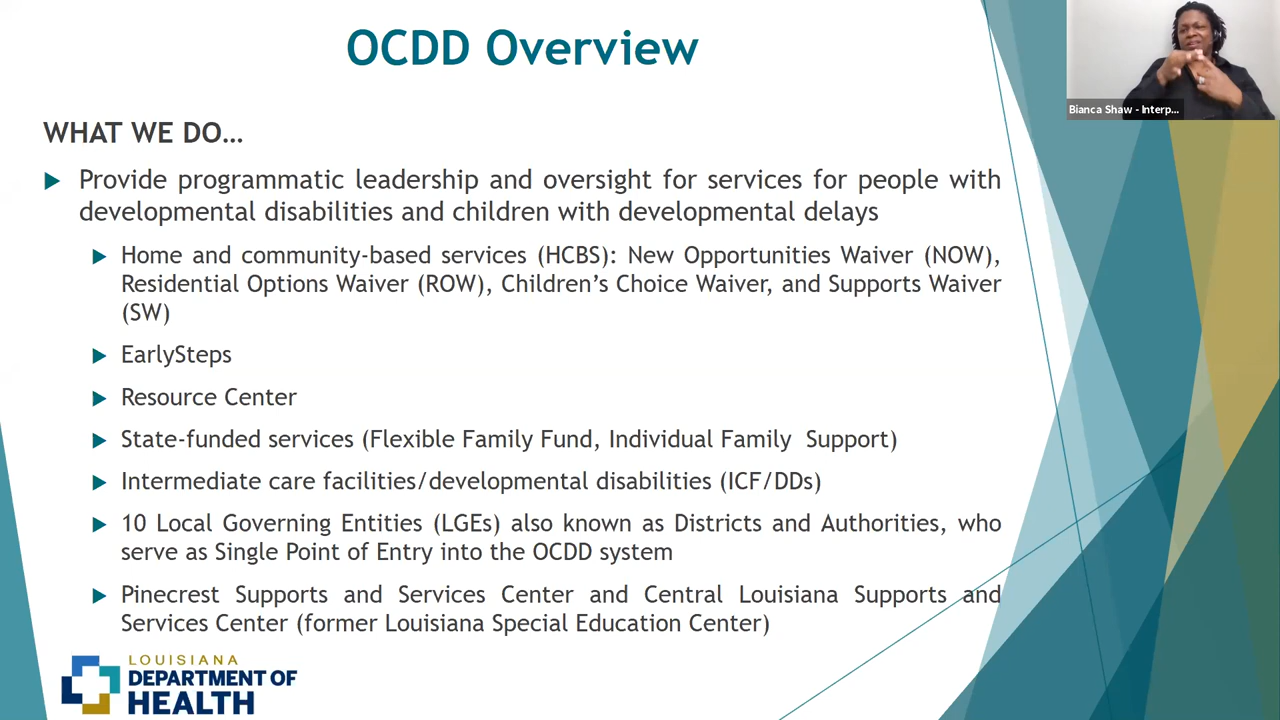 OCDD Overview
Bianca Shaw - Interp...
WHAT WE DO…
Provide programmatic leadership and oversight for services for people with
developmental disabilities and children with developmental delays
Home and community-based services (HCBS): New Opportunities Waiver (NOW),
Residential Options Waiver (ROW), Children’s Choice Waiver, and Supports Waiver
(SW)
EarlySteps
Resource Center
State-funded services (Flexible Family Fund, Individual Family Support)
Intermediate care facilities/developmental disabilities (ICF/DDs)
10 Local Governing Entities (LGEs) also known as Districts and Authorities, who
serve as Single Point of Entry into the OCDD system
Pinecrest Supports and Services Center and Central Louisiana Supports and
Services Center (former Louisiana Special Education Center)
LOUISIANA
DEPARTMENT OF
HEALTH